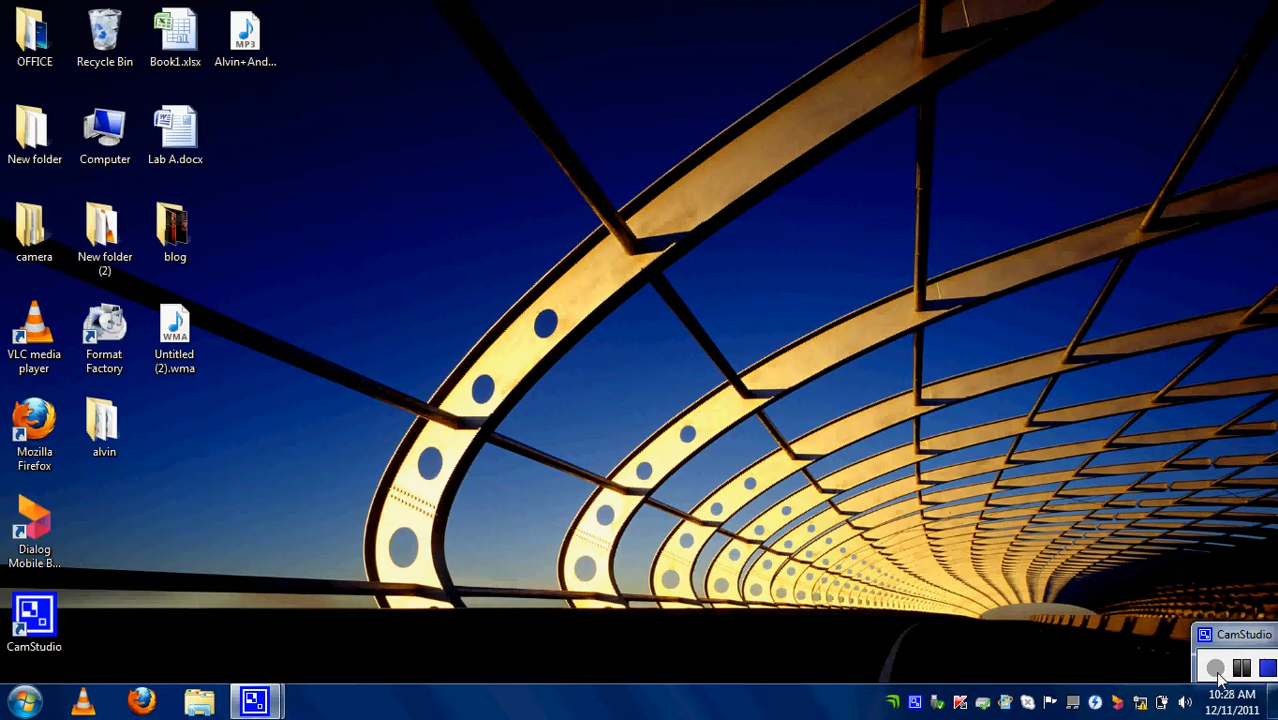 OFFICE
Recycle Bin
Book1.xlsx
MP3
Alvin+And...
New folder
Computer
Lab A.docx
camera
New folder
(2)
blog
VLC media
player
Format
Factory
WMA
Untitled
(2).wma
Mozilla
Firefox
alvin
Dialog
Mobile B...
CamStudio
CamStudio
10:28 AM
12/11/2011